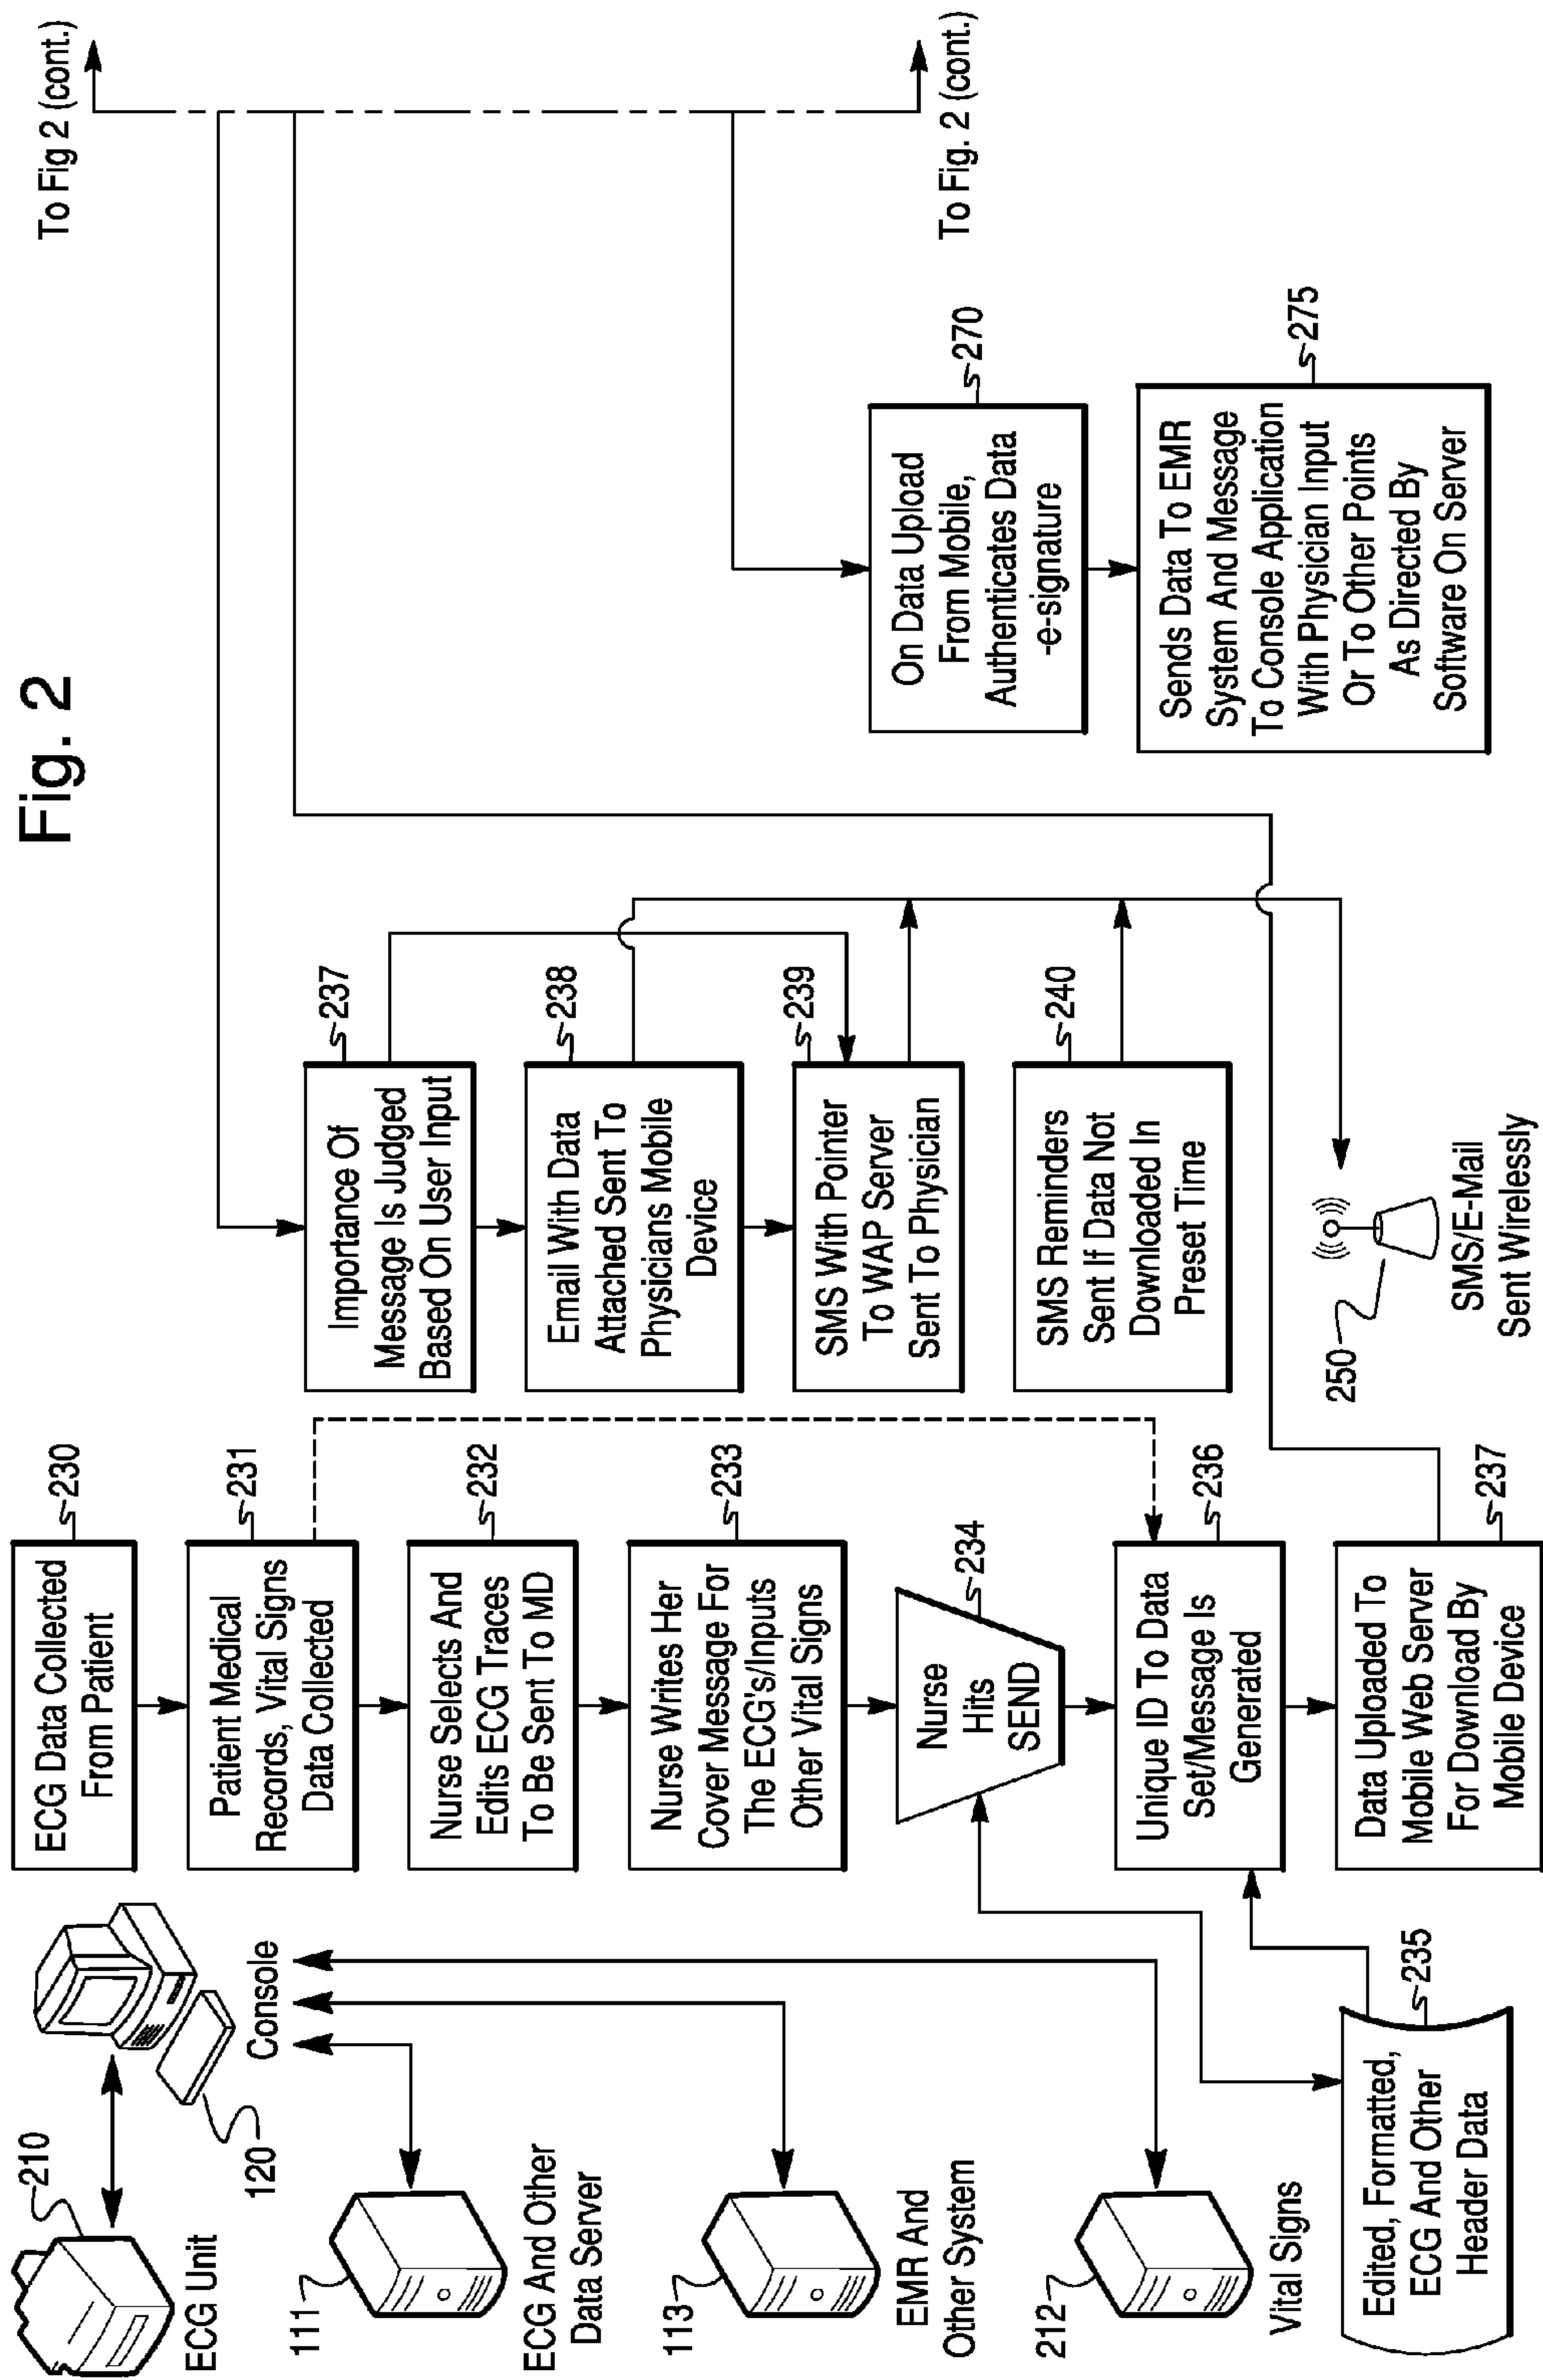 Fig. 2
210
ECG Unit
120
Console
111
ECG And Other
Data Server
113
EMR And
Other System
212
Vital Signs
Edited, Formatted,
ECG And Other
Header Data
235
ECG Data Collected
From Patient
230
Patient Medical
Records, Vital Signs
Data Collected
231
Nurse Selects And
Edits ECG Traces
To Be Sent To MD
232
Nurse Writes Her
Cover Message For
The ECG's/Inputs
Other Vital Signs
233
Nurse
Hits
SEND
234
Unique ID To Data
Set/Message Is
Generated
236
Data Uploaded To
Mobile Web Server
For Download By
Mobile Device
237
Importance Of
Message Is Judged
Based On User Input
237
Email With Data
Attached Sent To
Physicians Mobile
Device
238
SMS With Pointer
To WAP Server
Sent To Physician
239
SMS Reminders
Sent If Data Not
Downloaded In
Preset Time
240
250
SMS/E-Mail
Sent Wirelessly
On Data Upload
From Mobile,
Authenticates Data
-e-signature
270
Sends Data To EMR
System And Message
To Console Application
With Physician Input
Or To Other Points
As Directed By
Software On Server
275
To Fig 2 (cont.)
To Fig. 2 (cont.)